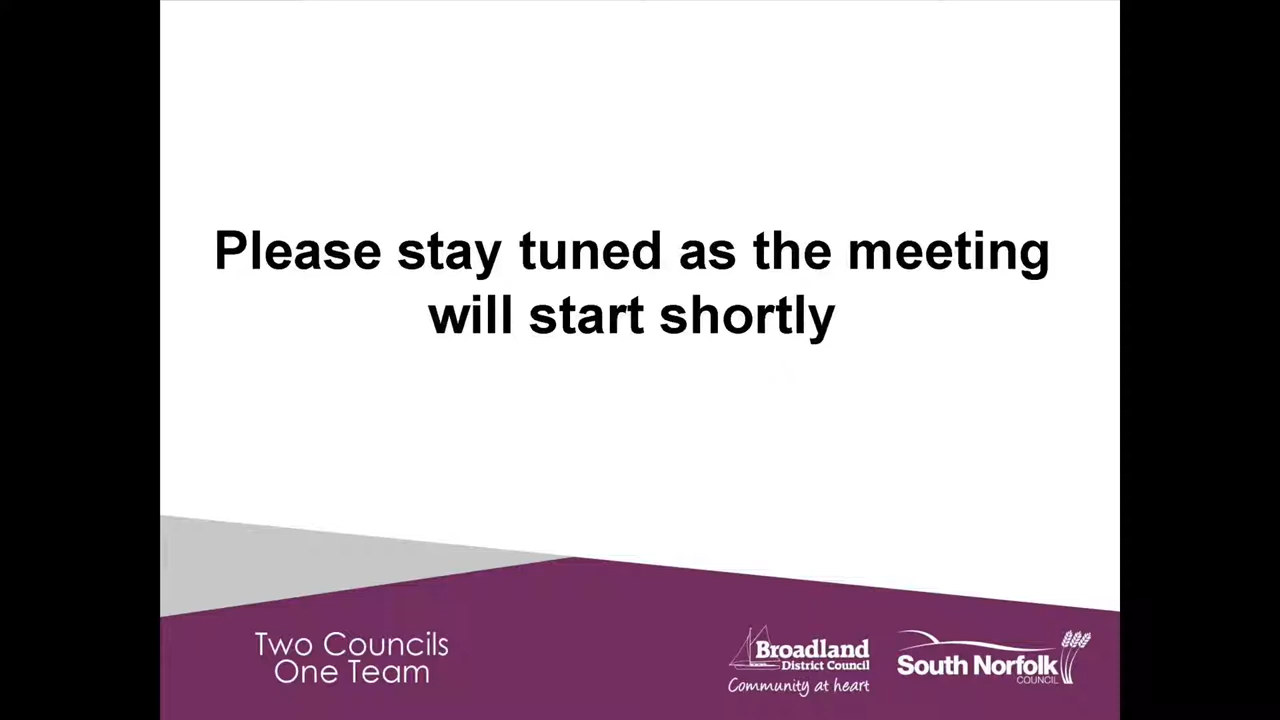 Please stay tuned as the meeting
will start shortly
Two Councils
One Team
Broadland
District Council
Community at heart
South Norfolk
COUNCIL